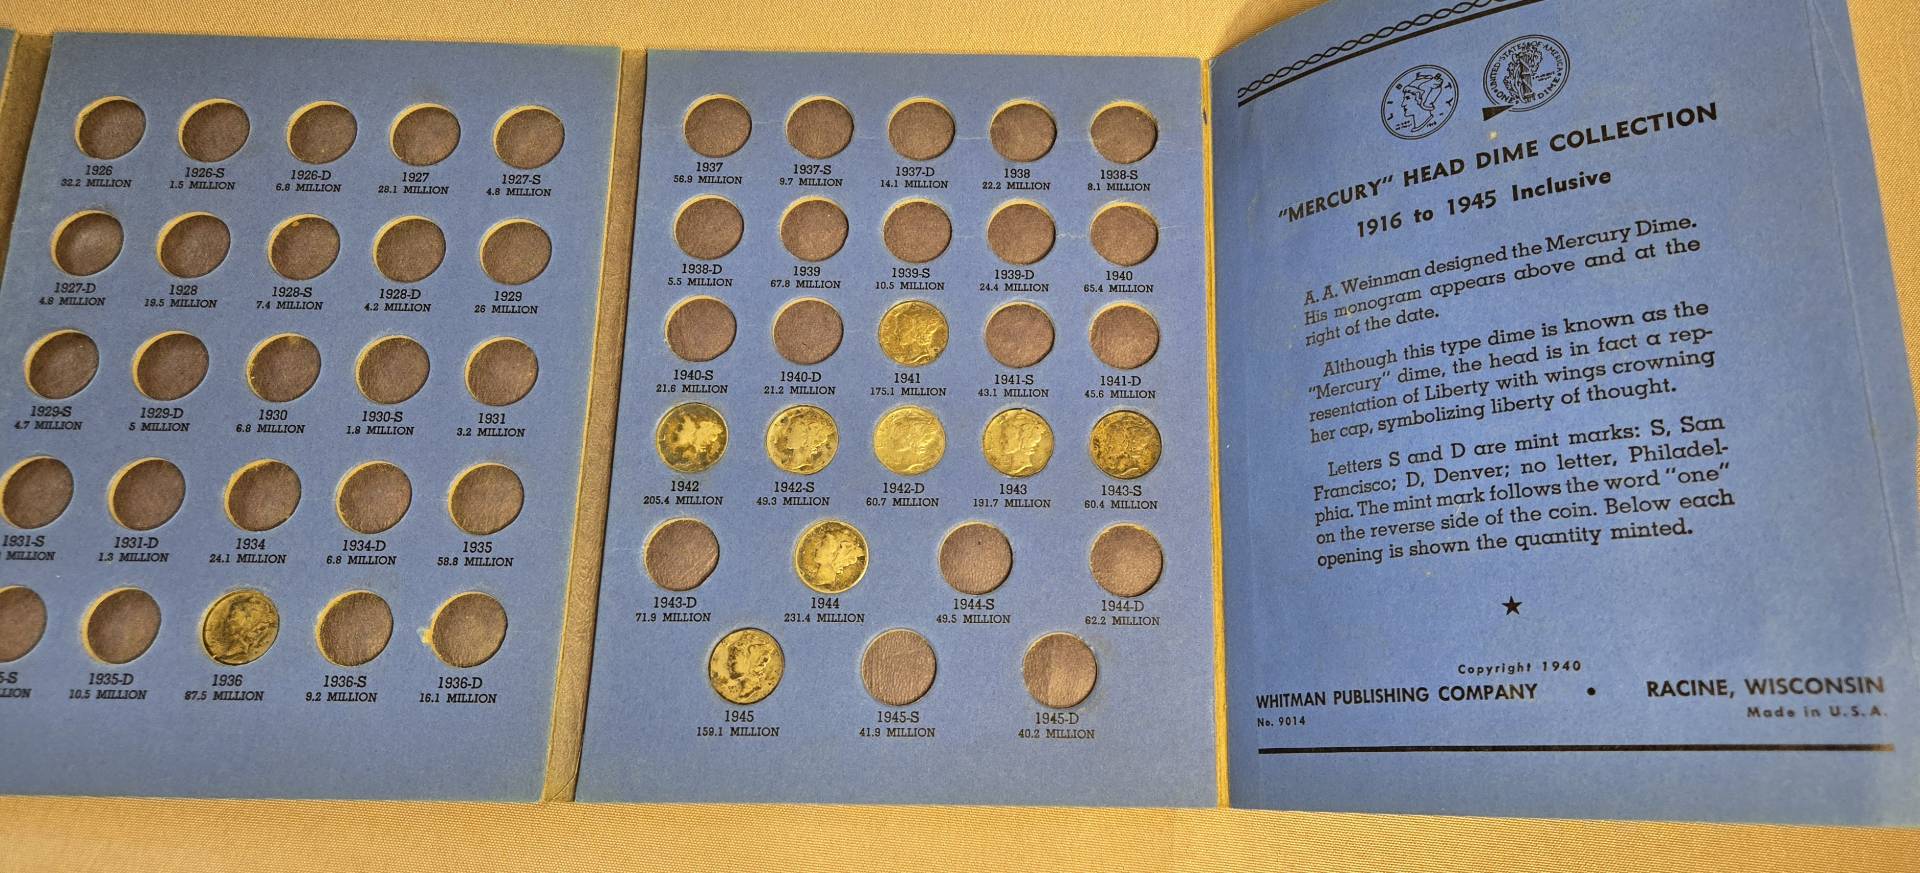 1926 1926-S 1926-D 1927 1927-S
32.2 MILLION 1.5 MILLION 6.8 MILLION 28.1 MILLION 4.8 MILLION
1927-D 1928 1928-S 1928-D 1929
4.8 MILLION 19.5 MILLION 7.4 MILLION 4.2 MILLION 26 MILLION
1929-S 1929-D 1930 1930-S 1931
4.7 MILLION 5 MILLION 6.8 MILLION 1.8 MILLION 3.2 MILLION
1931-S 1931-D 1934 1934-D 1935
MILLION 1.3 MILLION 24.1 MILLION 6.8 MILLION 58.8 MILLION
5-S 1935-D 1936 1936-S 1936-D
LION 10.5 MILLION 87.5 MILLION 9.2 MILLION 16.1 MILLION
1937 1937-S 1937-D 1938 1938-S
56.9 MILLION 9.7 MILLION 14.1 MILLION 22.2 MILLION 8.1 MILLION
1938-D 1939 1939-S 1939-D 1940
5.5 MILLION 67.8 MILLION 10.5 MILLION 24.4 MILLION 65.4 MILLION
1940-S 1940-D 1941 1941-S 1941-D
21.6 MILLION 21.2 MILLION 175.1 MILLION 43.1 MILLION 45.6 MILLION
1942 1942-S 1942-D 1943 1943-S
205.4 MILLION 49.3 MILLION 60.7 MILLION 191.7 MILLION 60.4 MILLION
1943-D 1944 1944-S 1944-D
71.9 MILLION 231.4 MILLION 49.5 MILLION 62.2 MILLION
1945 1945-S 1945-D
159.1 MILLION 41.9 MILLION 40.2 MILLION
LIBERTY
UNITED STATES OF AMERICA
ONE DIME
"MERCURY" HEAD DIME COLLECTION
1916 to 1945 Inclusive
A. A. Weinman designed the Mercury Dime.
His monogram appears above and at the
right of the date.
Although this type dime is known as the
"Mercury" dime, the head is in fact a rep-
resentation of Liberty with wings crowning
her cap, symbolizing liberty of thought.
Letters S and D are mint marks: S, San
Francisco; D, Denver; no letter, Philadel-
phia. The mint mark follows the word "one"
on the reverse side of the coin. Below each
opening is shown the quantity minted.
Copyright 1940
WHITMAN PUBLISHING COMPANY • RACINE, WISCONSIN
No. 9014 Made in U.S.A.